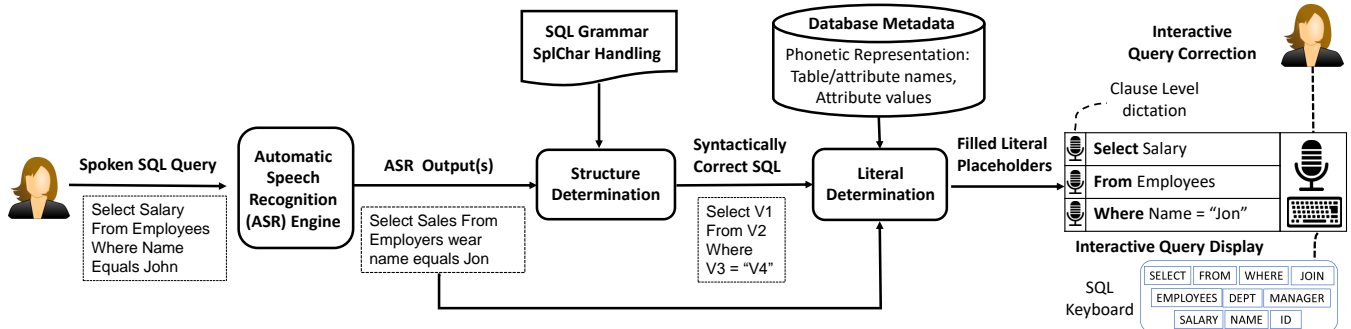 SQL Grammar
SplChar Handling
Database Metadata
Phonetic Representation:
Table/attribute names,
Attribute values
Interactive
Query Correction
Clause Level
dictation
Spoken SQL Query
Select Salary
From Employees
Where Name
Equals John
Automatic
Speech
Recognition
(ASR) Engine
ASR Output(s)
Select Sales From
Employers wear
name equals Jon
Structure
Determination
Syntactically
Correct SQL
Select V1
From V2
Where
V3 = “V4”
Literal
Determination
Filled Literal
Placeholders
Select Salary
From Employees
Where Name = “Jon”
Interactive Query Display
SQL
Keyboard
SELECT FROM WHERE JOIN
EMPLOYEES DEPT MANAGER
SALARY NAME ID